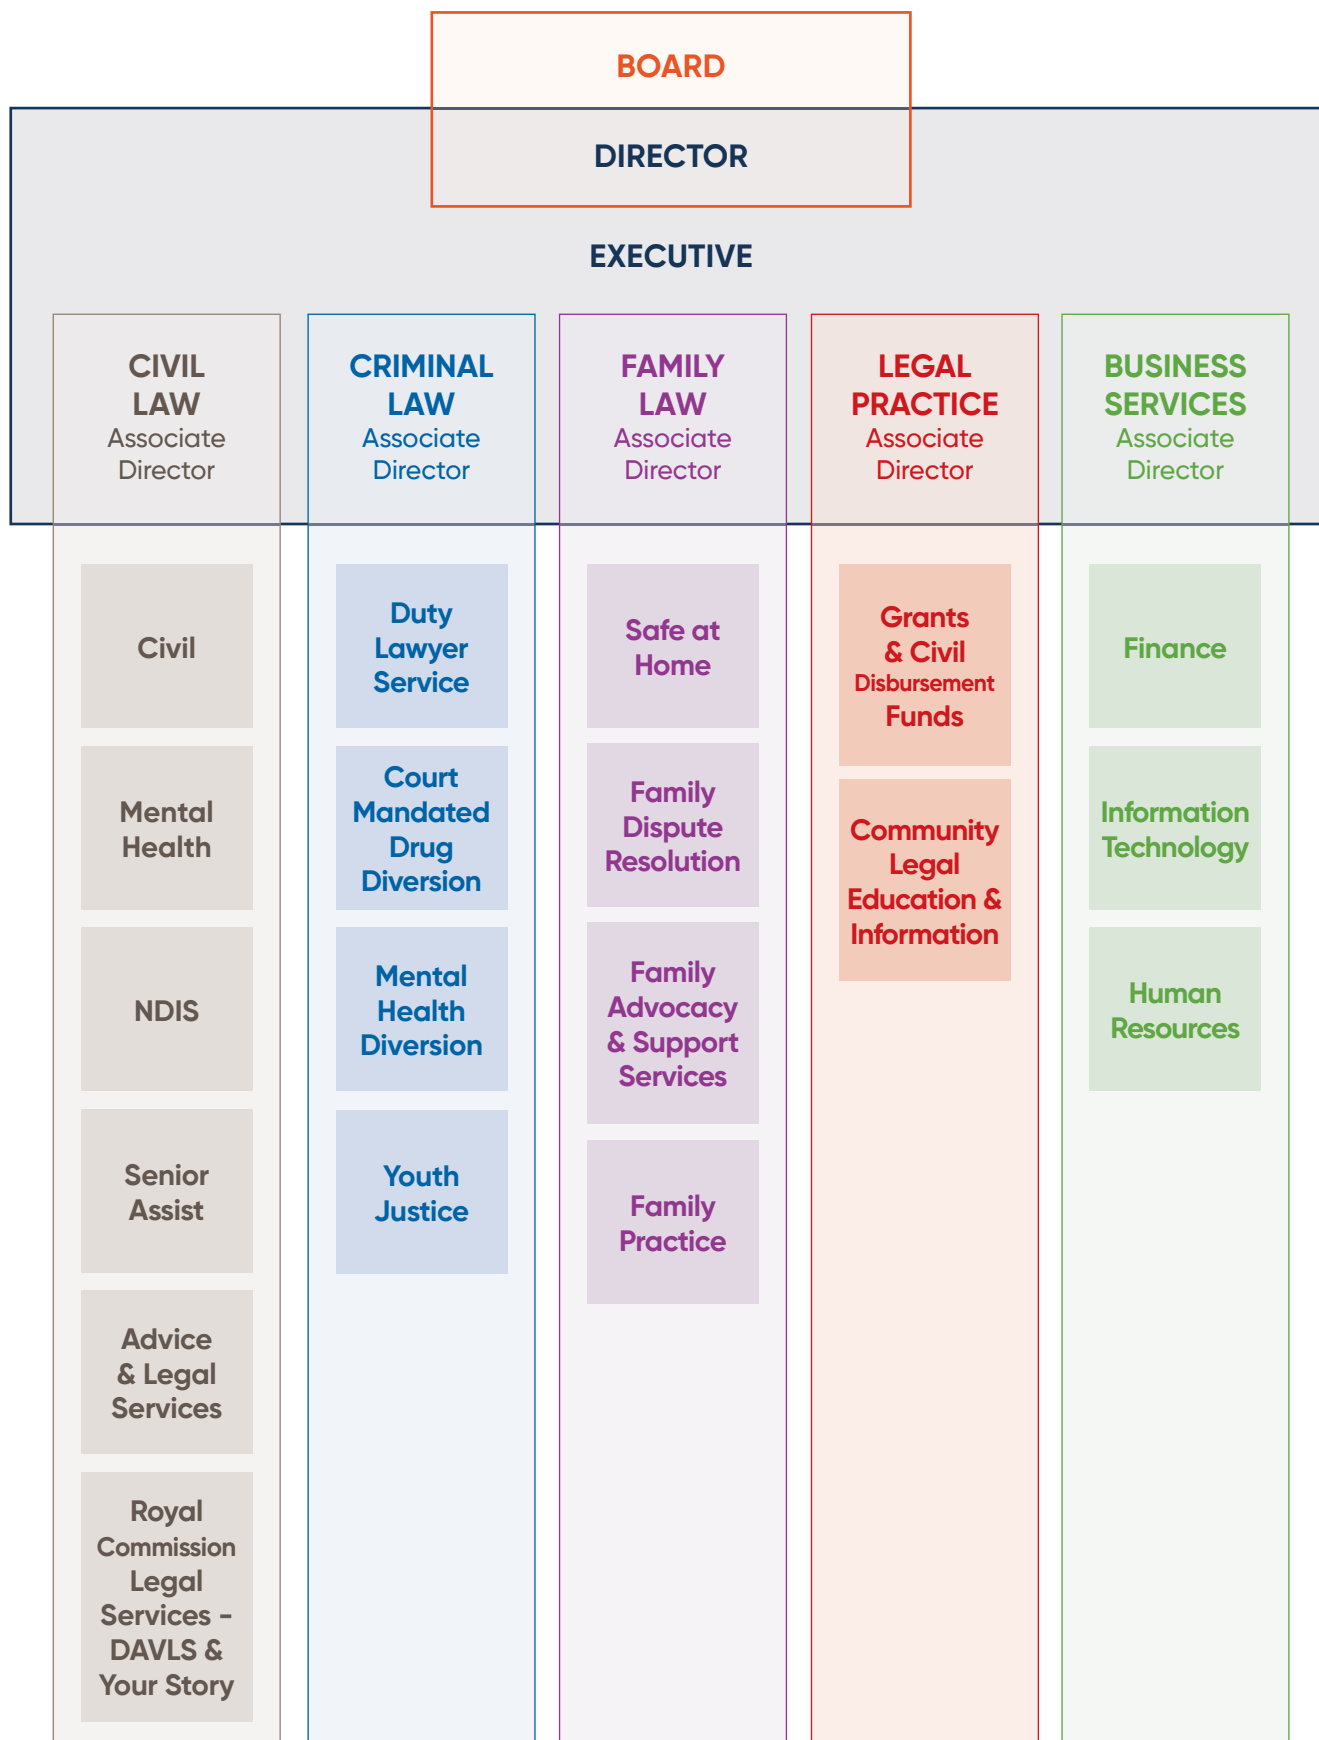 BOARD
DIRECTOR
EXECUTIVE
CIVIL
LAW
Associate
Director
Civil
Mental
Health
NDIS
Senior
Assist
Advice
& Legal
Services
Royal
Commission
Legal
Services -
DAVLS &
Your Story
CRIMINAL
LAW
Associate
Director
Duty
Lawyer
Service
Court
Mandated
Drug
Diversion
Mental
Health
Diversion
Youth
Justice
FAMILY
LAW
Associate
Director
Safe at
Home
Family
Dispute
Resolution
Family
Advocacy
& Support
Services
Family
Practice
LEGAL
PRACTICE
Associate
Director
Grants
& Civil
Disbursement
Funds
Community
Legal
Education &
Information
BUSINESS
SERVICES
Associate
Director
Finance
Information
Technology
Human
Resources